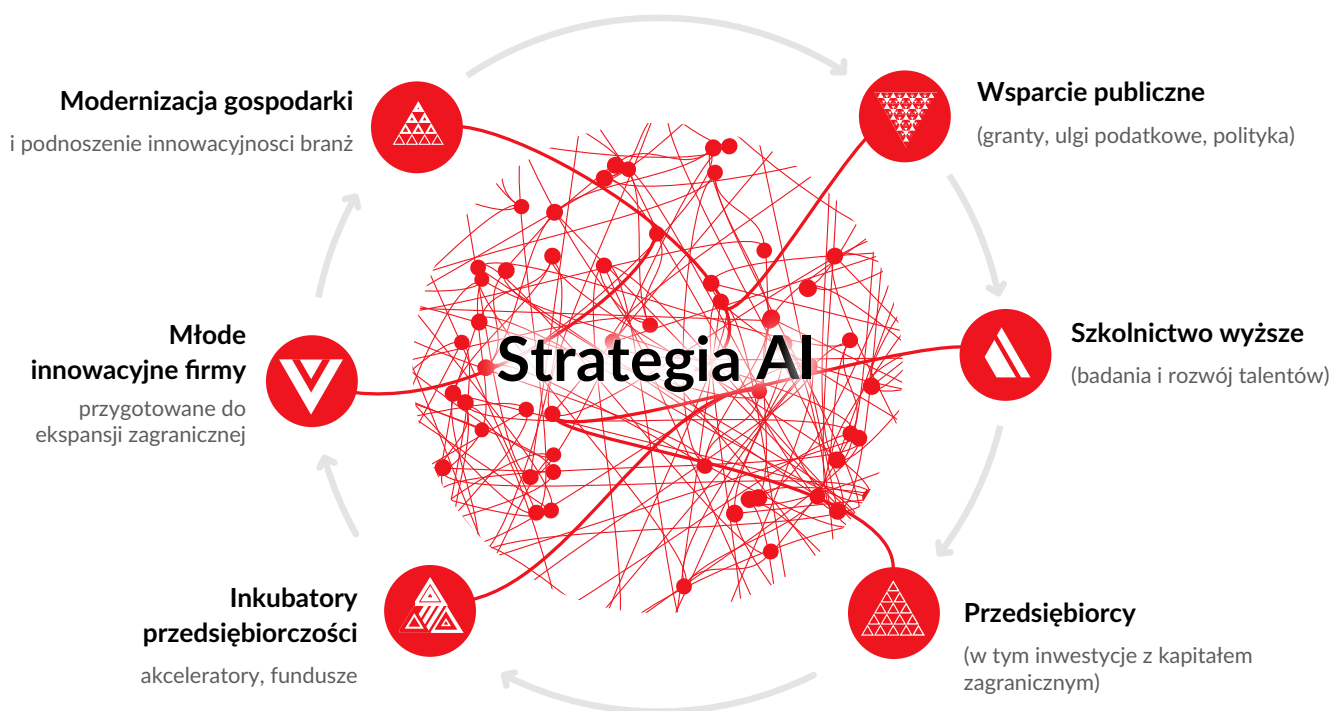 Modernizacja gospodarki
i podnoszenie innowacyjnosci branż
Wsparcie publiczne
(granty, ulgi podatkowe, polityka)
Szkolnictwo wyższe
(badania i rozwój talentów)
Przedsiębiorcy
(w tym inwestycje z kapitałem
zagranicznym)
Inkubatory
przedsiębiorczości
akceleratory, fundusze
Młode
innowacyjne firmy
przygotowane do
ekspansji zagranicznej
Strategia AI